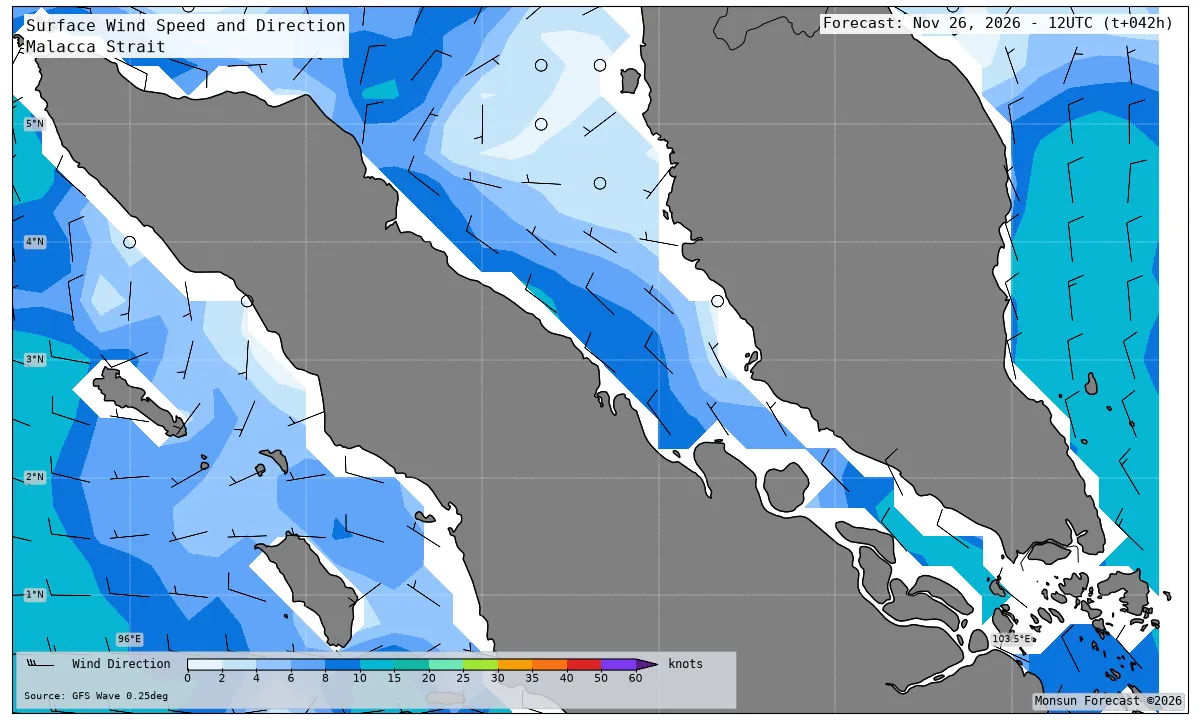 Surface Wind Speed and Direction
Malacca Strait
Forecast: Nov 26, 2026 - 12UTC (t+042h)
5°N
4°N
3°N
2°N
1°N
96°E
103.5°E
Wind Direction
0 2 4 6 8 10 15 20 25 30 35 40 50 60
knots
Source: GFS Wave 0.25deg
Monsun Forecast ©2026